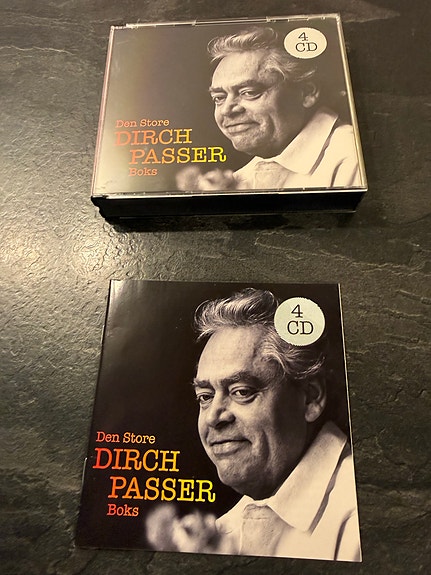 4
CD
Den Store
DIRCH
PASSER
Boks
4
CD
Den Store
DIRCH
PASSER
Boks